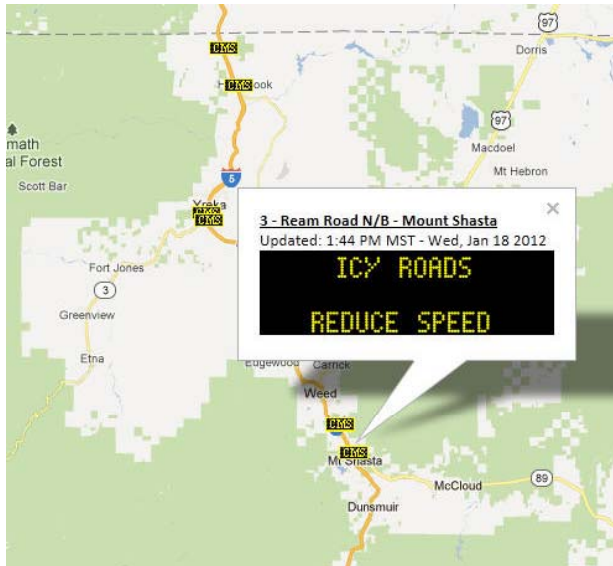 97
CMS
Dorris
CMS
97
math
al Forest
Macdoel
Mt Hebron
Scott Bar
5
Yreka
CMS
CMS
×
3 - Ream Road N/B - Mount Shasta
Updated: 1:44 PM MST - Wed, Jan 18 2012
ICY ROADS
REDUCE SPEED
Fort Jones
3
Greenview
Etna
Edgewood
Carrick
Weed
CMS
CMS
Mt Shasta
McCloud
89
Dunsmuir